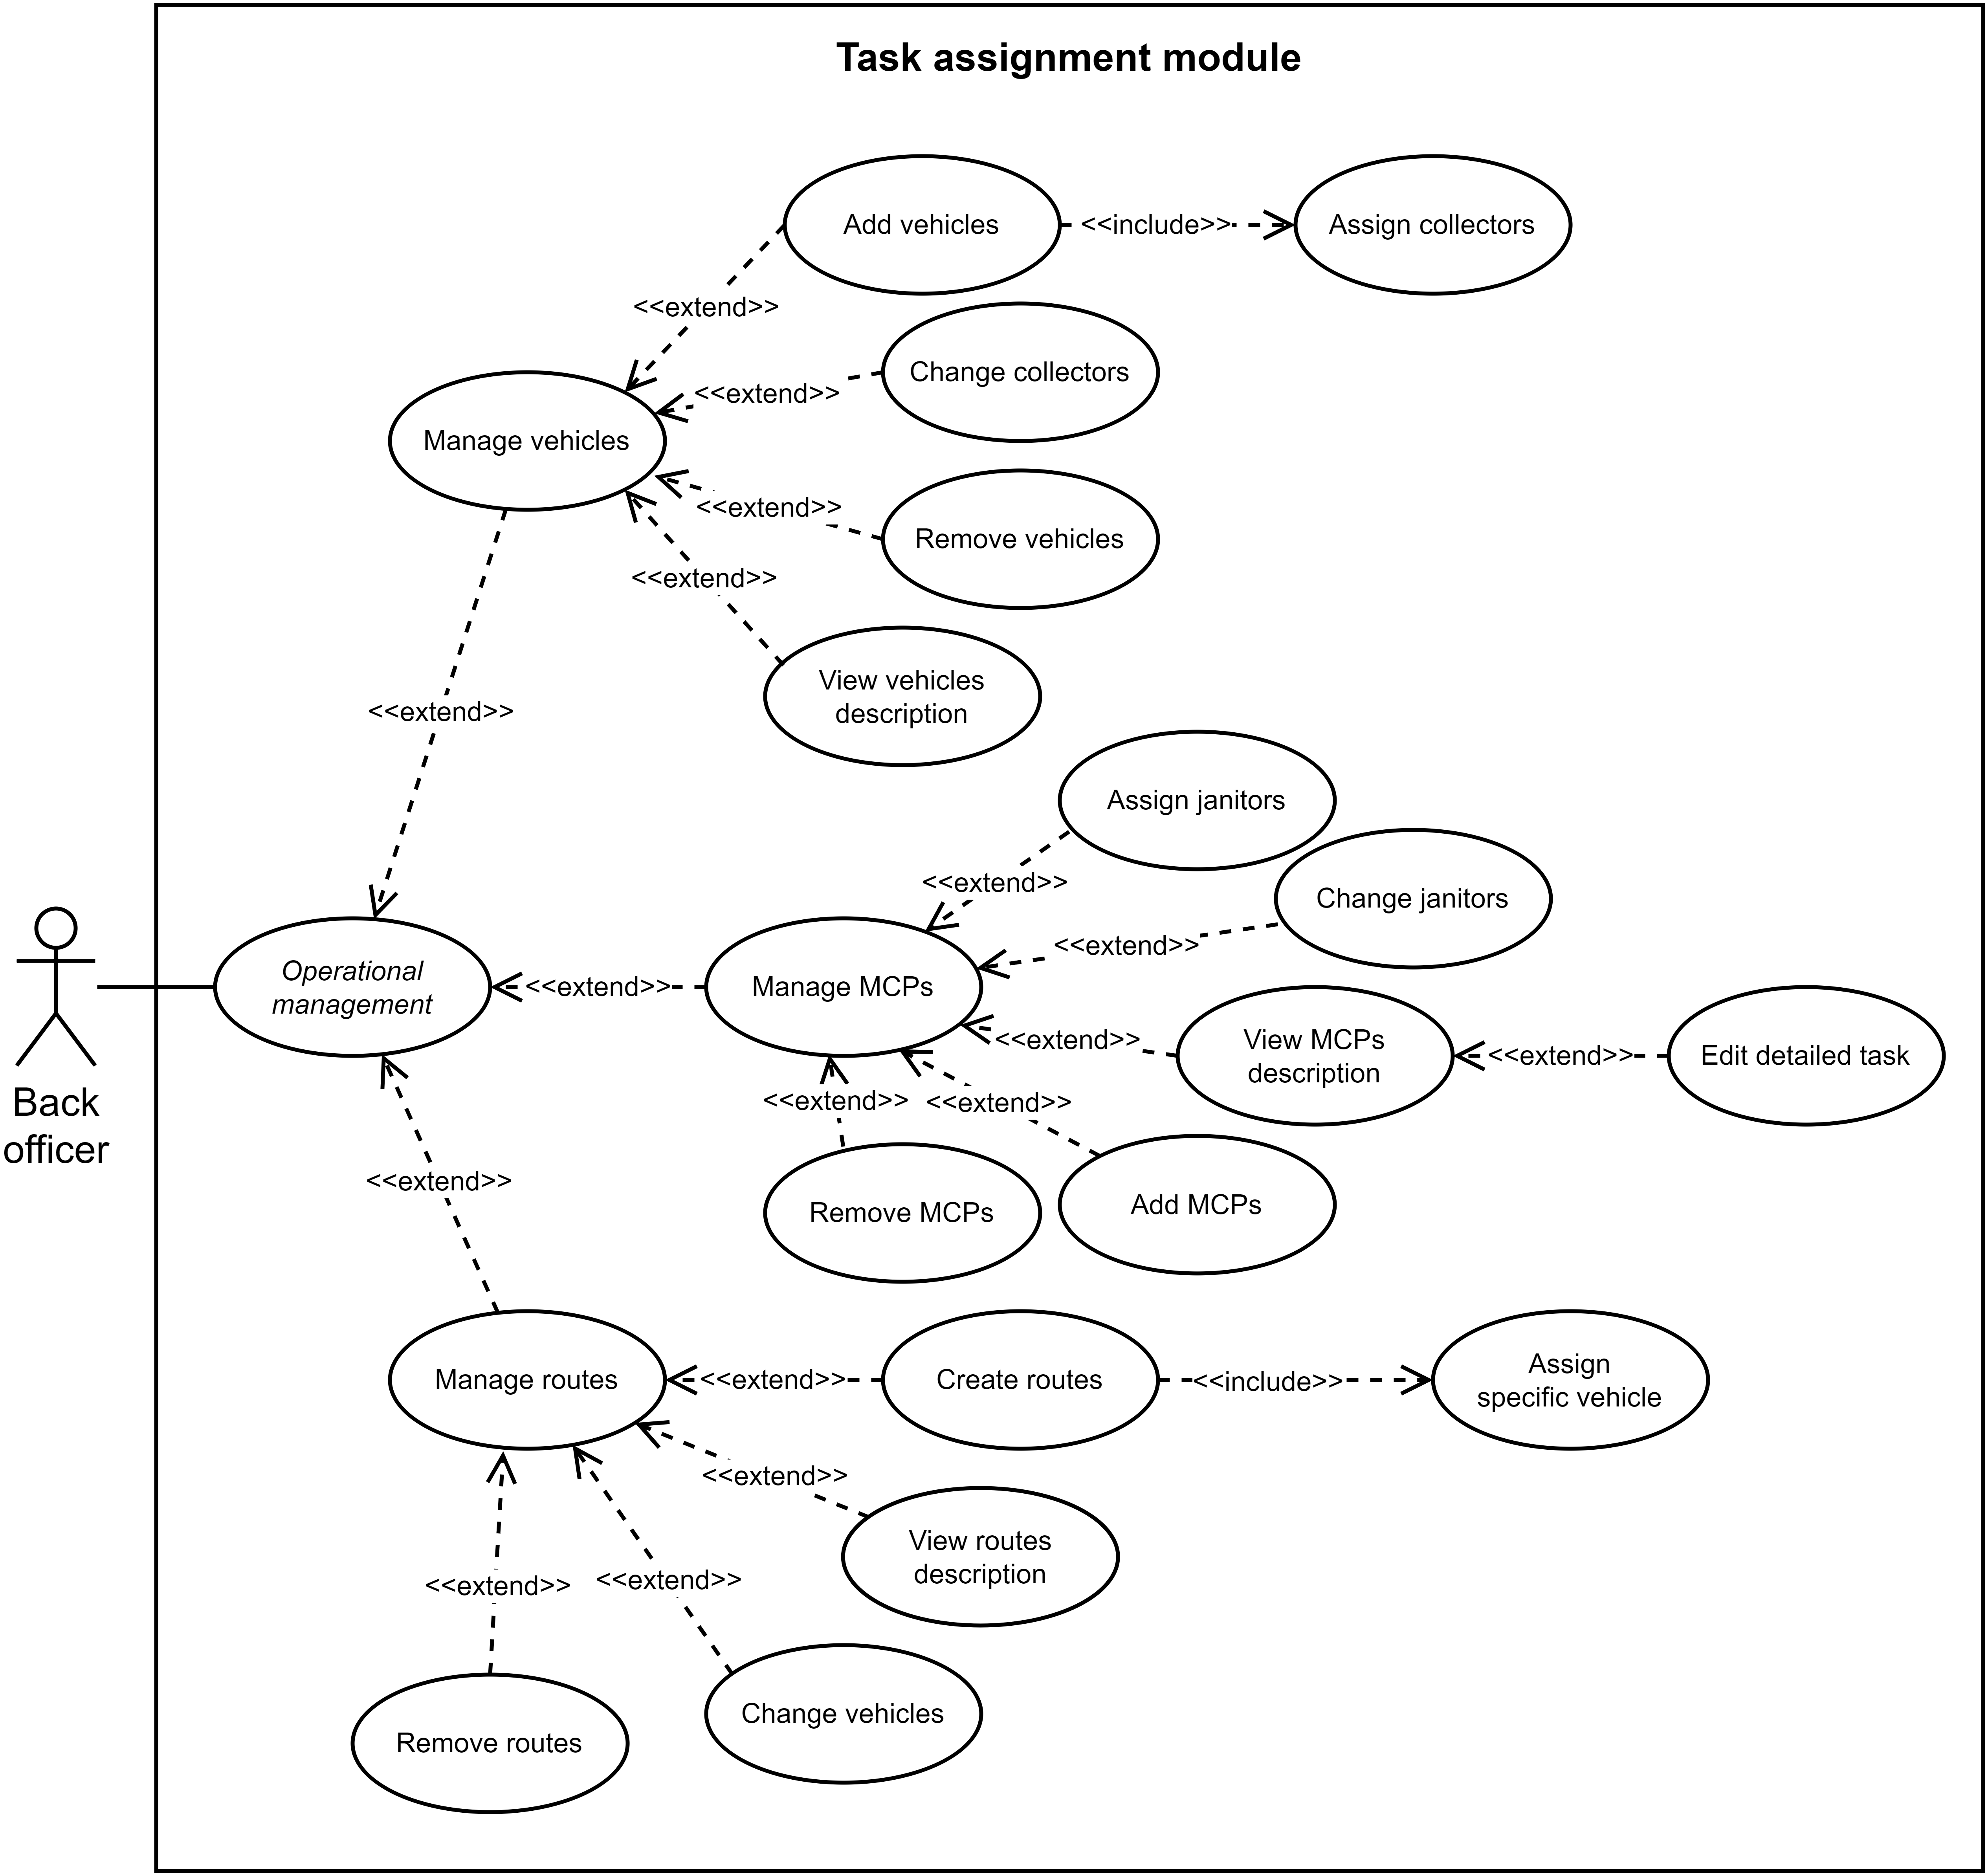 Task assignment module
Add vehicles
<<include>>
Assign collectors
<<extend>>
Change collectors
<<extend>>
Manage vehicles
<<extend>>
Remove vehicles
<<extend>>
View vehicles
description
<<extend>>
Assign janitors
<<extend>>
Change janitors
<<extend>>
Operational
management
<<extend>>
Manage MCPs
<<extend>>
View MCPs
description
<<extend>>
Edit detailed task
Back
officer
<<extend>>
<<extend>>
<<extend>>
Remove MCPs
Add MCPs
Manage routes
<<extend>>
Create routes
<<include>>
Assign
specific vehicle
<<extend>>
View routes
description
<<extend>>
<<extend>>
Change vehicles
Remove routes